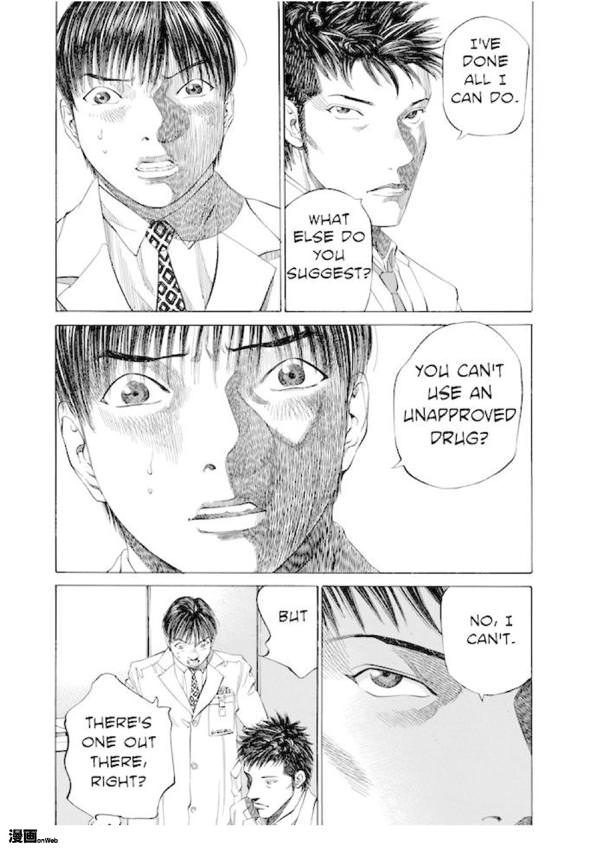 I'VE
DONE
ALL I
CAN DO.
WHAT
ELSE DO
YOU
SUGGEST?
YOU CAN'T
USE AN
UNAPPROVED
DRUG?
NO, I
CAN'T.
BUT
THERE'S
ONE OUT
THERE,
RIGHT?
漫画onWeb